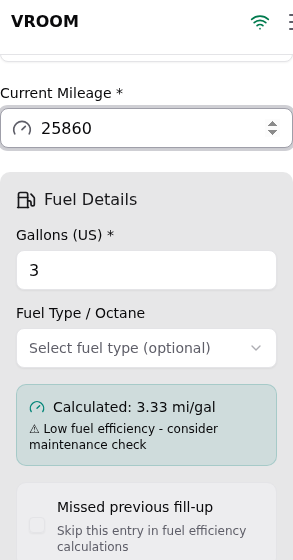 VROOM
Current Mileage *
25860
Fuel Details
Gallons (US) *
3
Fuel Type / Octane
Select fuel type (optional)
Calculated: 3.33 mi/gal
⚠ Low fuel efficiency - consider
maintenance check
Missed previous fill-up
Skip this entry in fuel efficiency
calculations